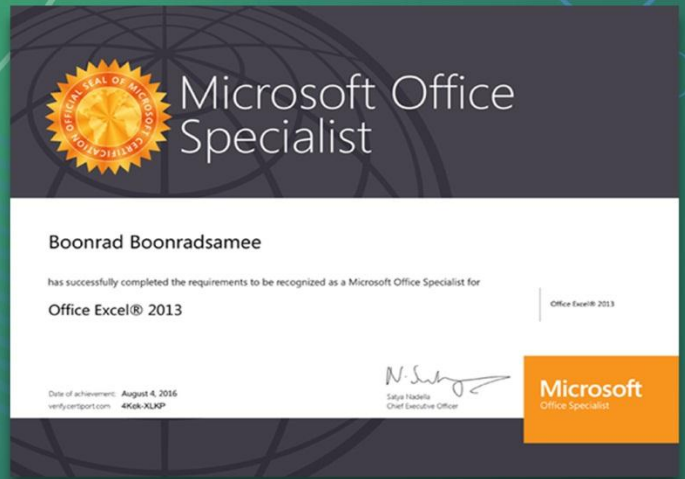 OFFICIAL SEAL OF MICROSOFT CERTIFICATION
Microsoft Office
Specialist
Boonrad Boonradsamee
has successfully completed the requirements to be recognized as a Microsoft Office Specialist for
Office Excel® 2013
Office Excel® 2013
Date of achievement: August 4, 2016
verify.certiport.com 4Kek-XLKP
Satya Nadella
Chief Executive Officer
Microsoft
Office Specialist